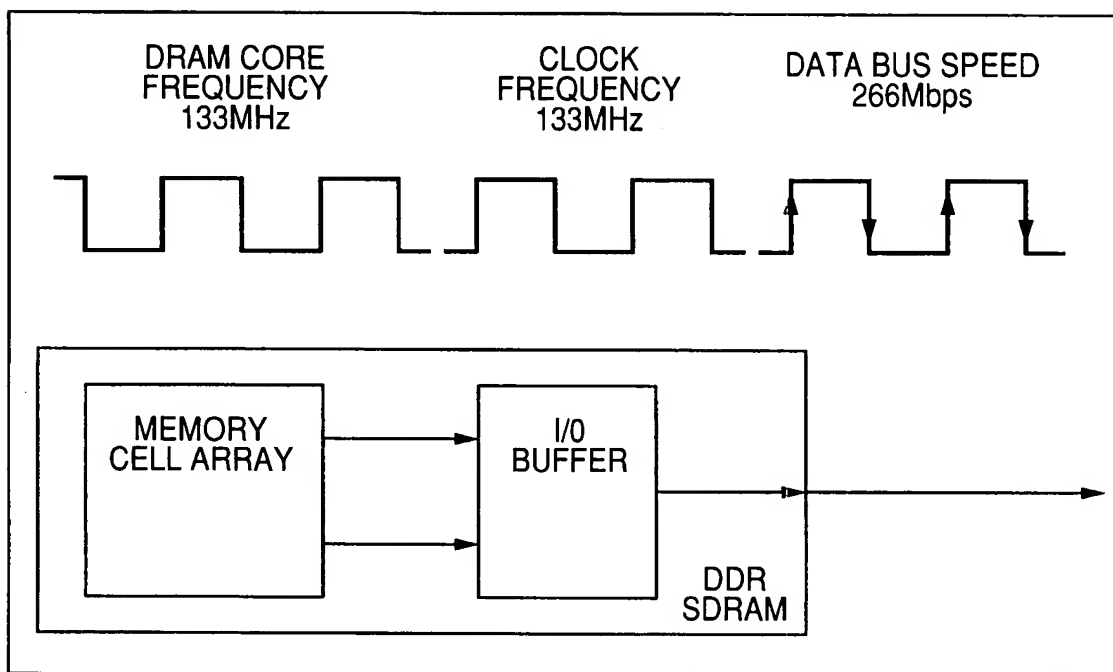 DRAM CORE
FREQUENCY
133MHz
CLOCK
FREQUENCY
133MHz
DATA BUS SPEED
266Mbps
MEMORY
CELL ARRAY
I/0
BUFFER
DDR
SDRAM